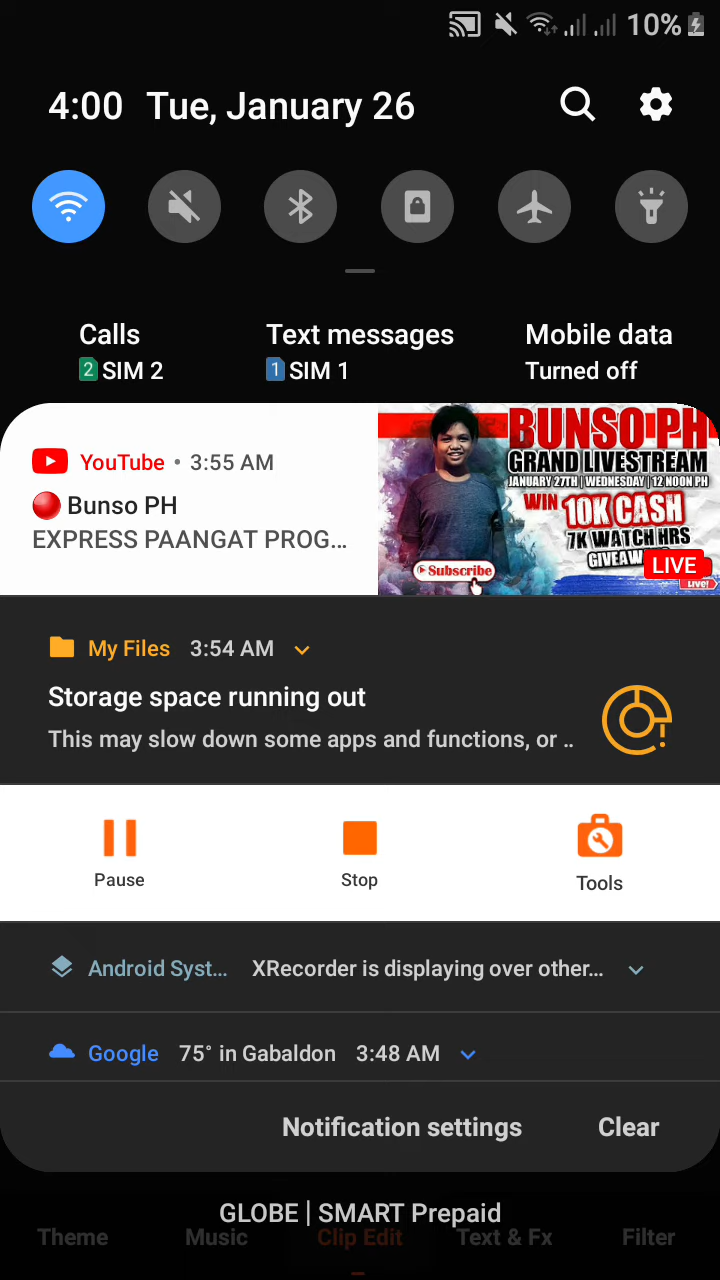 10%
4:00 Tue, January 26
Calls
2 SIM 2
Text messages
1 SIM 1
Mobile data
Turned off
YouTube • 3:55 AM
Bunso PH
EXPRESS PAANGAT PROG...
BUNSO PH
GRAND LIVESTREAM
JANUARY 27TH | WEDNESDAY | 12 NOON PH
WIN 10K CASH
7K WATCH HRS
GIVEAW
LIVE
Subscribe
LIVE!
My Files 3:54 AM
Storage space running out
This may slow down some apps and functions, or ..
Pause
Stop
Tools
Android Syst... XRecorder is displaying over other...
Google 75° in Gabaldon 3:48 AM
Notification settings Clear
GLOBE | SMART Prepaid
Theme Music Clip Edit Text & Fx Filter